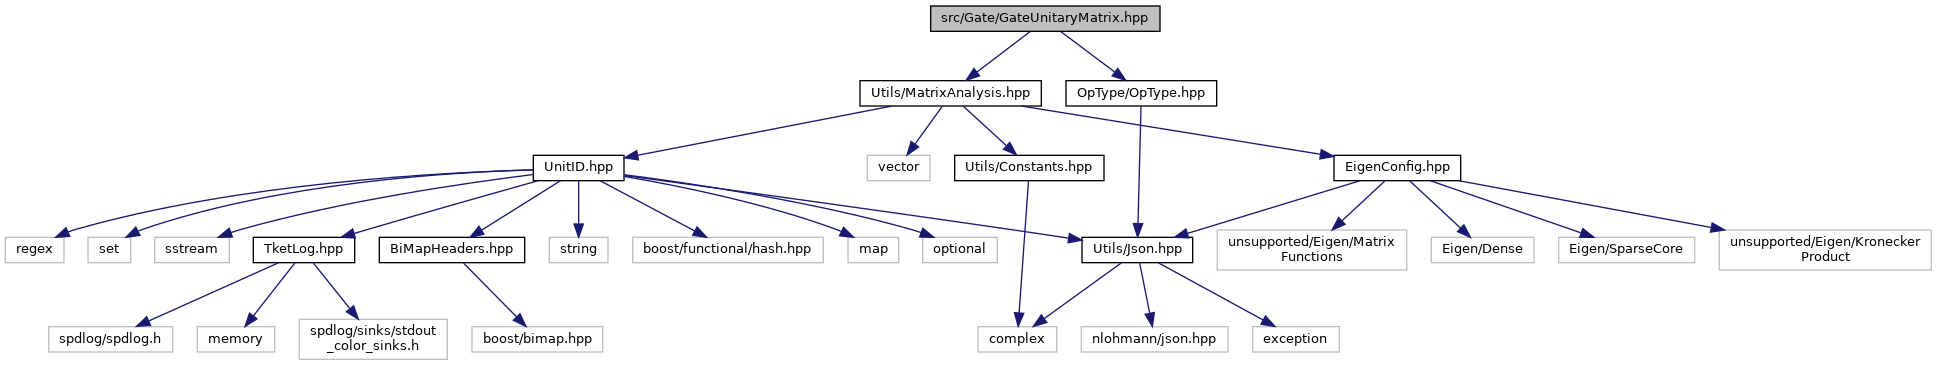 src/Gate/GateUnitaryMatrix.hpp
Utils/MatrixAnalysis.hpp
OpType/OpType.hpp
UnitID.hpp
vector
Utils/Constants.hpp
EigenConfig.hpp
regex
set
sstream
TketLog.hpp
BiMapHeaders.hpp
string
boost/functional/hash.hpp
map
optional
Utils/Json.hpp
unsupported/Eigen/Matrix
Functions
Eigen/Dense
Eigen/SparseCore
unsupported/Eigen/Kronecker
Product
spdlog/spdlog.h
memory
spdlog/sinks/stdout
_color_sinks.h
boost/bimap.hpp
complex
nlohmann/json.hpp
exception